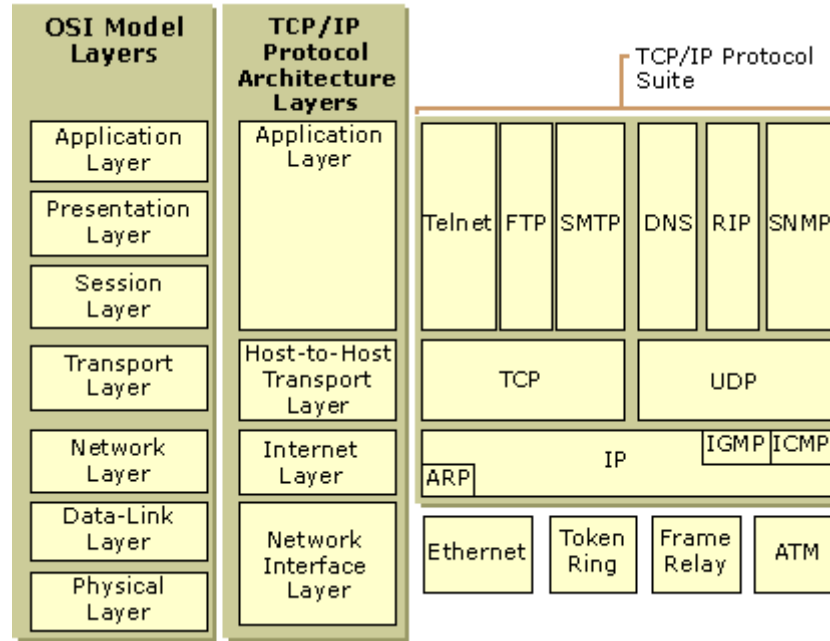 OSI Model
Layers
Application
Layer
Presentation
Layer
Session
Layer
Transport
Layer
Network
Layer
Data-Link
Layer
Physical
Layer
TCP/IP
Protocol
Architecture
Layers
Application
Layer
Host-to-Host
Transport
Layer
Internet
Layer
Network
Interface
Layer
TCP/IP Protocol
Suite
Telnet FTP SMTP DNS RIP SNMP
TCP UDP
IP IGMP ICMP
ARP
Ethernet
Token
Ring
Frame
Relay
ATM